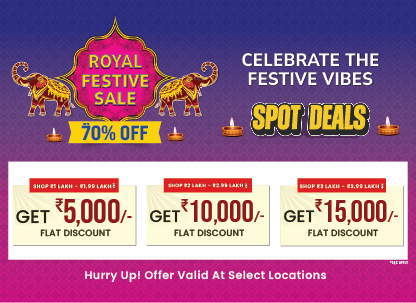 ROYAL
FESTIVE
SALE
70% OFF
CELEBRATE THE
FESTIVE VIBES
SPOT DEALS
SHOP ₹1 LAKH - ₹1.99 LAKH
GET ₹5,000/-
FLAT DISCOUNT
SHOP ₹2 LAKH - ₹2.99 LAKH
GET ₹10,000/-
FLAT DISCOUNT
SHOP ₹3 LAKH - ₹3.99 LAKH
GET ₹15,000/-
FLAT DISCOUNT
*T&C APPLY
Hurry Up! Offer Valid At Select Locations